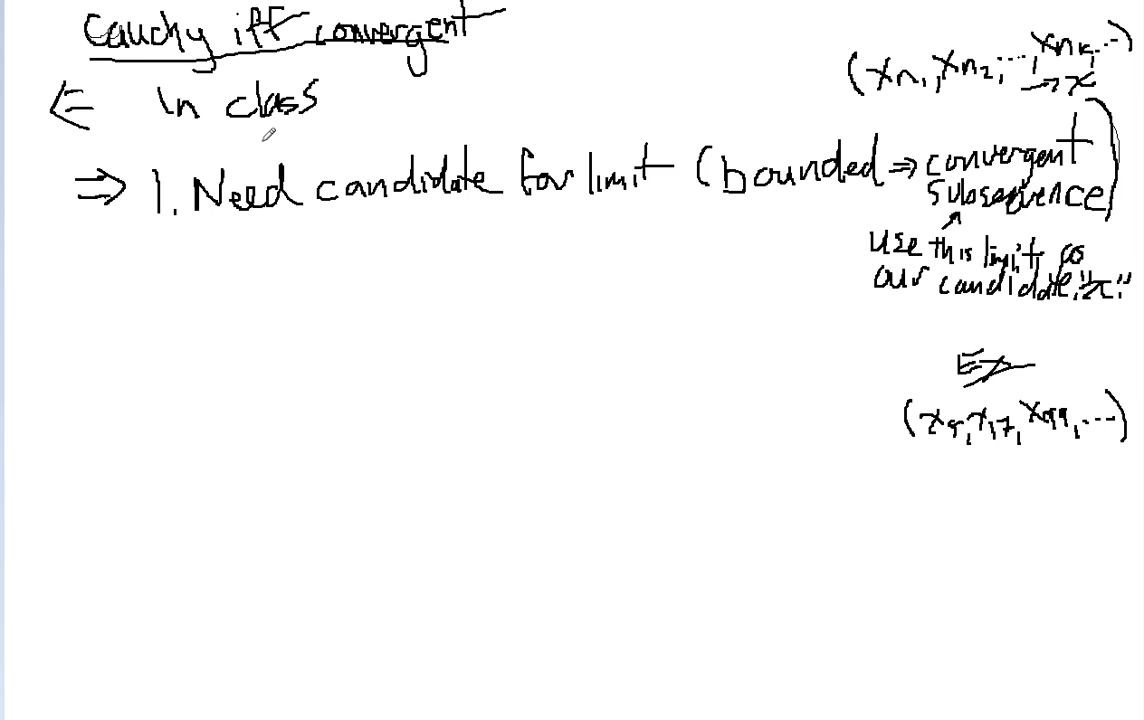 Cauchy iff convergent
(xn1, xn2, ..., xnk, ...)
→ x
⇐ In class
⇒ 1. Need candidate for limit (bounded ⇒ convergent
subsequence)
use this limit as
our candidate "x"
Ex
(x9, x17, x99, ...)